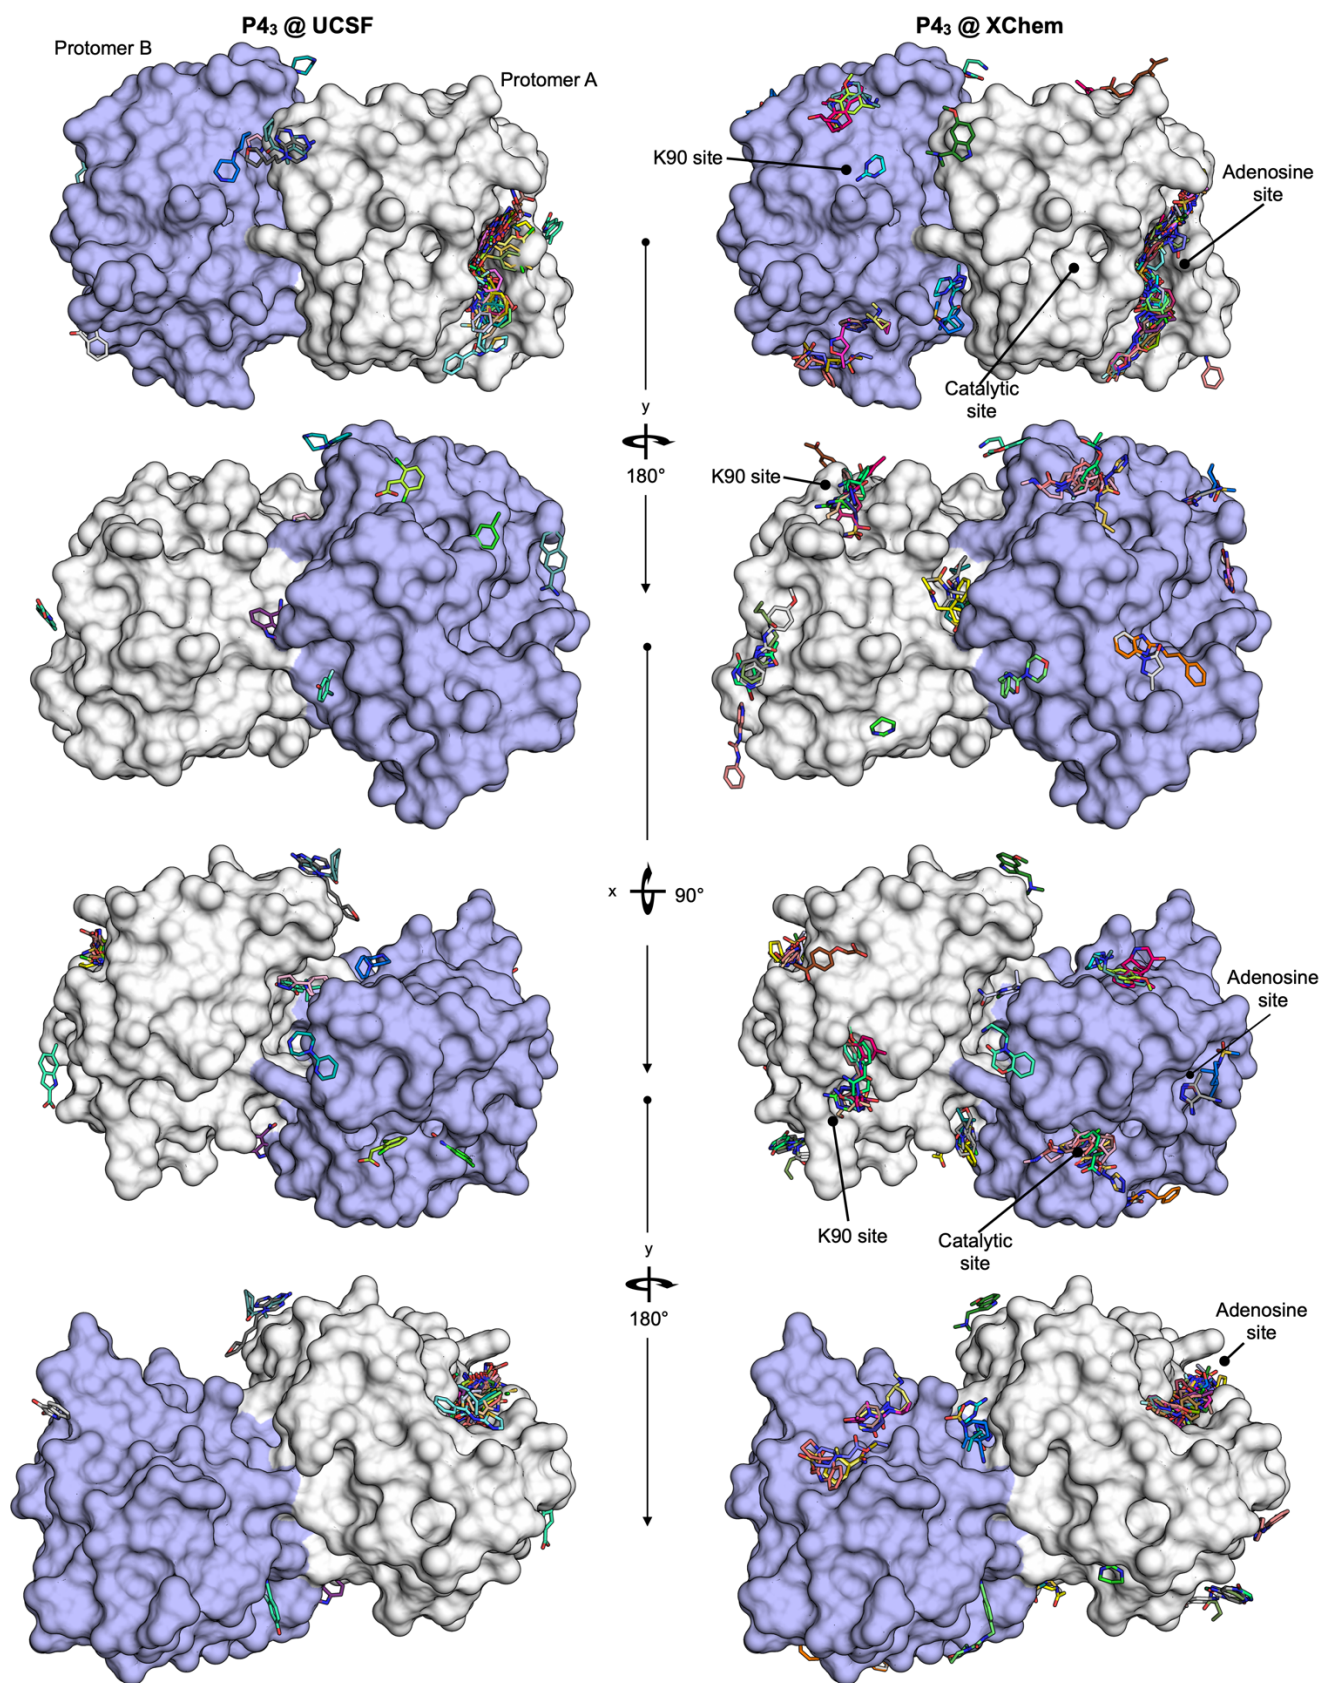 P4₃ @ UCSF
P4₃ @ XChem
Protomer B
Protomer A
K90 site
Adenosine
site
Catalytic
site
y
180°
K90 site
x
90°
Adenosine
site
K90 site
Catalytic
site
y
180°
Adenosine
site